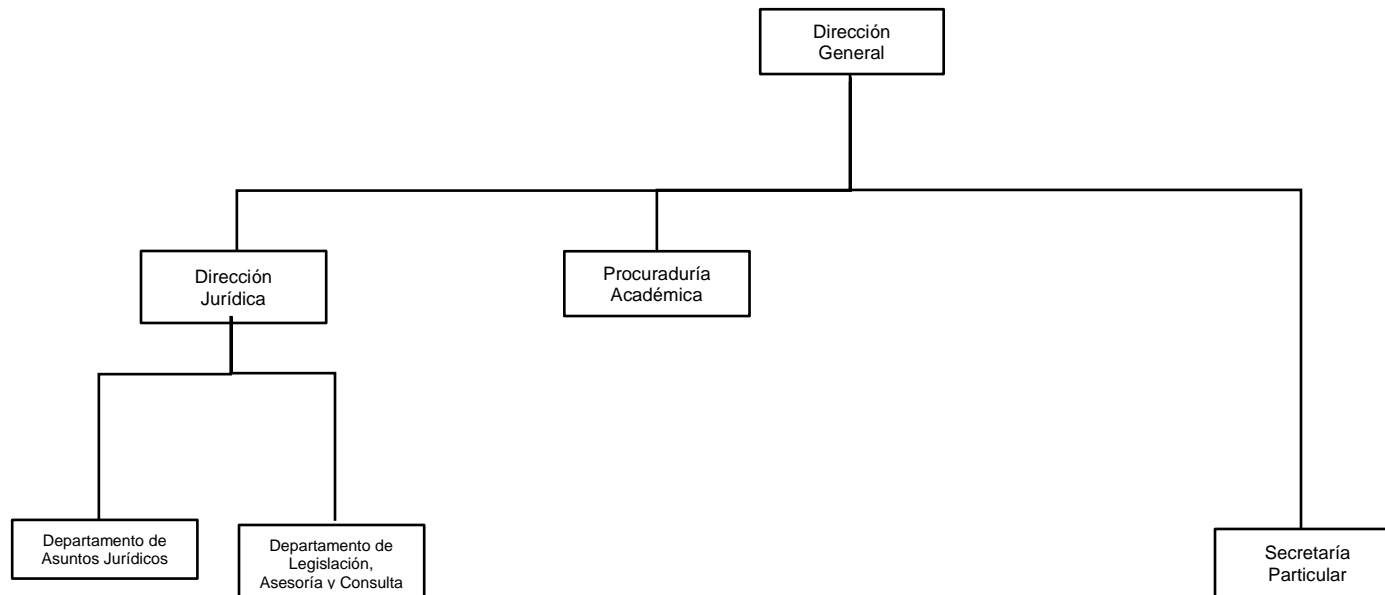 Dirección
General
Dirección
Jurídica
Procuraduría
Académica
Departamento de
Asuntos Jurídicos
Departamento de
Legislación,
Asesoría y Consulta
Secretaría
Particular